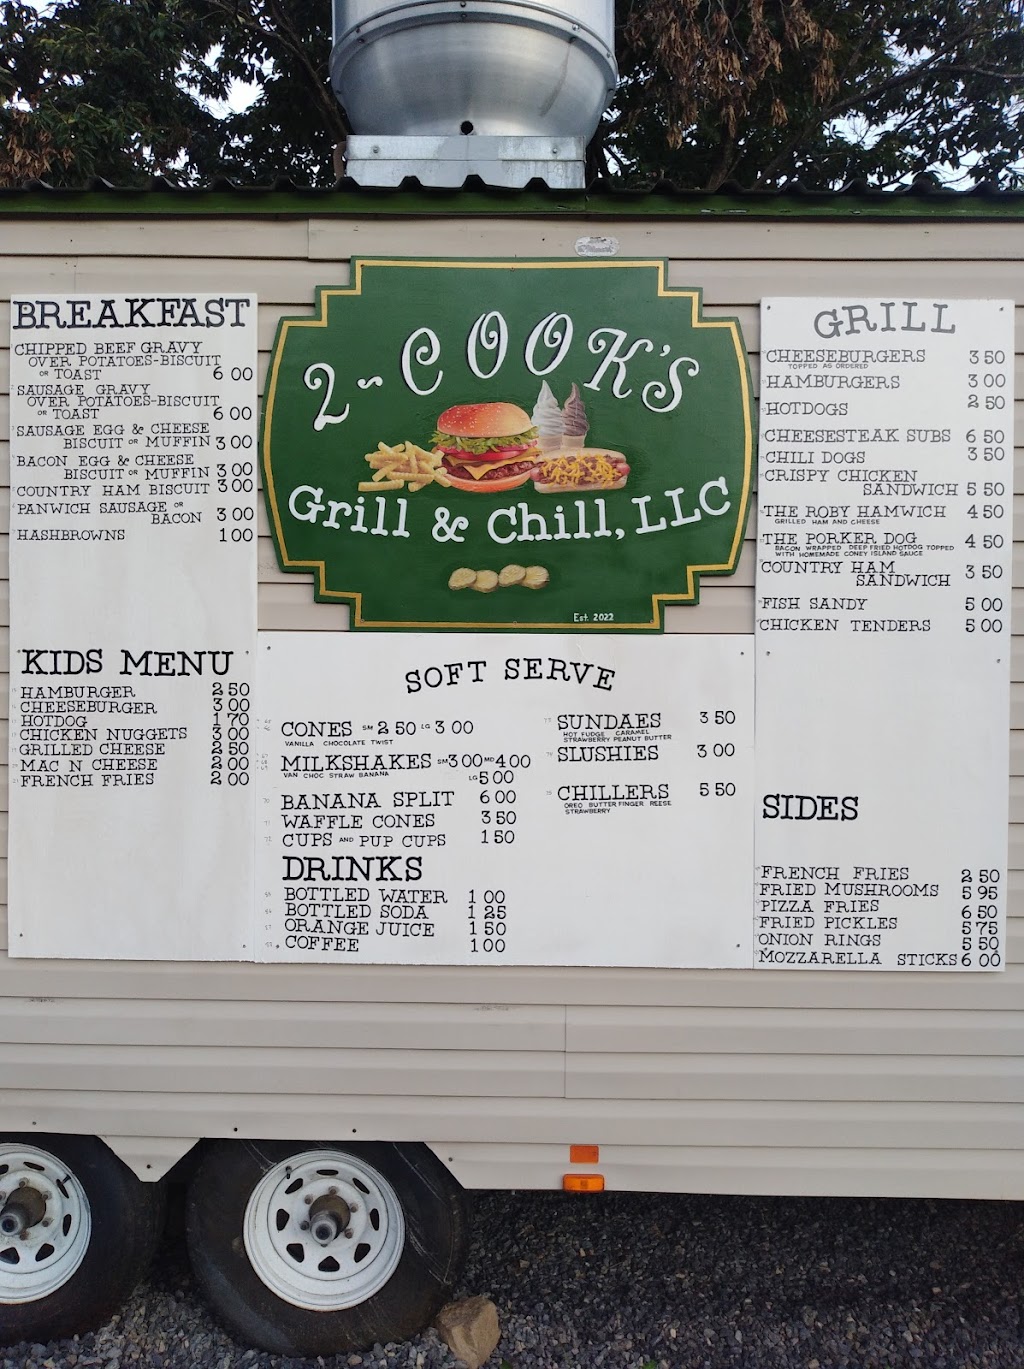 2-COOK'S
Grill & Chill, LLC
Est. 2022
BREAKFAST
CHIPPED BEEF GRAVY
OVER POTATOES-BISCUIT
OR TOAST 6 00
SAUSAGE GRAVY
OVER POTATOES-BISCUIT
OR TOAST 6 00
SAUSAGE EGG & CHEESE
BISCUIT OR MUFFIN 3 00
BACON EGG & CHEESE
BISCUIT OR MUFFIN 3 00
COUNTRY HAM BISCUIT 3 00
PANWICH SAUSAGE OR
BACON 3 00
HASHBROWNS 1 00
KIDS MENU
HAMBURGER 2 50
CHEESEBURGER 3 00
HOTDOG 1 70
CHICKEN NUGGETS 3 00
GRILLED CHEESE 2 50
MAC N CHEESE 2 00
FRENCH FRIES 2 00
SOFT SERVE
CONES SM 2 50 LG 3 00
VANILLA CHOCOLATE TWIST
MILKSHAKES SM 3 00 MD 4 00
VAN CHOC STRAW BANANA
LG 5 00
BANANA SPLIT 6 00
WAFFLE CONES 3 50
CUPS AND PUP CUPS 1 50
SUNDAES 3 50
HOT FUDGE CARAMEL
STRAWBERRY PEANUT BUTTER
SLUSHIES 3 00
CHILLERS 5 50
OREO BUTTERFINGER REESE
STRAWBERRY
DRINKS
BOTTLED WATER 1 00
BOTTLED SODA 1 25
ORANGE JUICE 1 50
COFFEE 1 00
GRILL
CHEESEBURGERS 3 50
TOPPED AS ORDERED
HAMBURGERS 3 00
HOTDOGS 2 50
CHEESESTEAK SUBS 6 50
CHILI DOGS 3 50
CRISPY CHICKEN
SANDWICH 5 50
THE ROBY HAMWICH 4 50
GRILLED HAM AND CHEESE
THE PORKER DOG 4 50
BACON WRAPPED DEEP FRIED HOTDOG TOPPED
WITH HOMEMADE CONEY ISLAND SAUCE
COUNTRY HAM
SANDWICH 3 50
FISH SANDY 5 00
CHICKEN TENDERS 5 00
SIDES
FRENCH FRIES 2 50
FRIED MUSHROOMS 5 95
PIZZA FRIES 6 50
FRIED PICKLES 5 75
ONION RINGS 5 50
MOZZARELLA STICKS 6 00